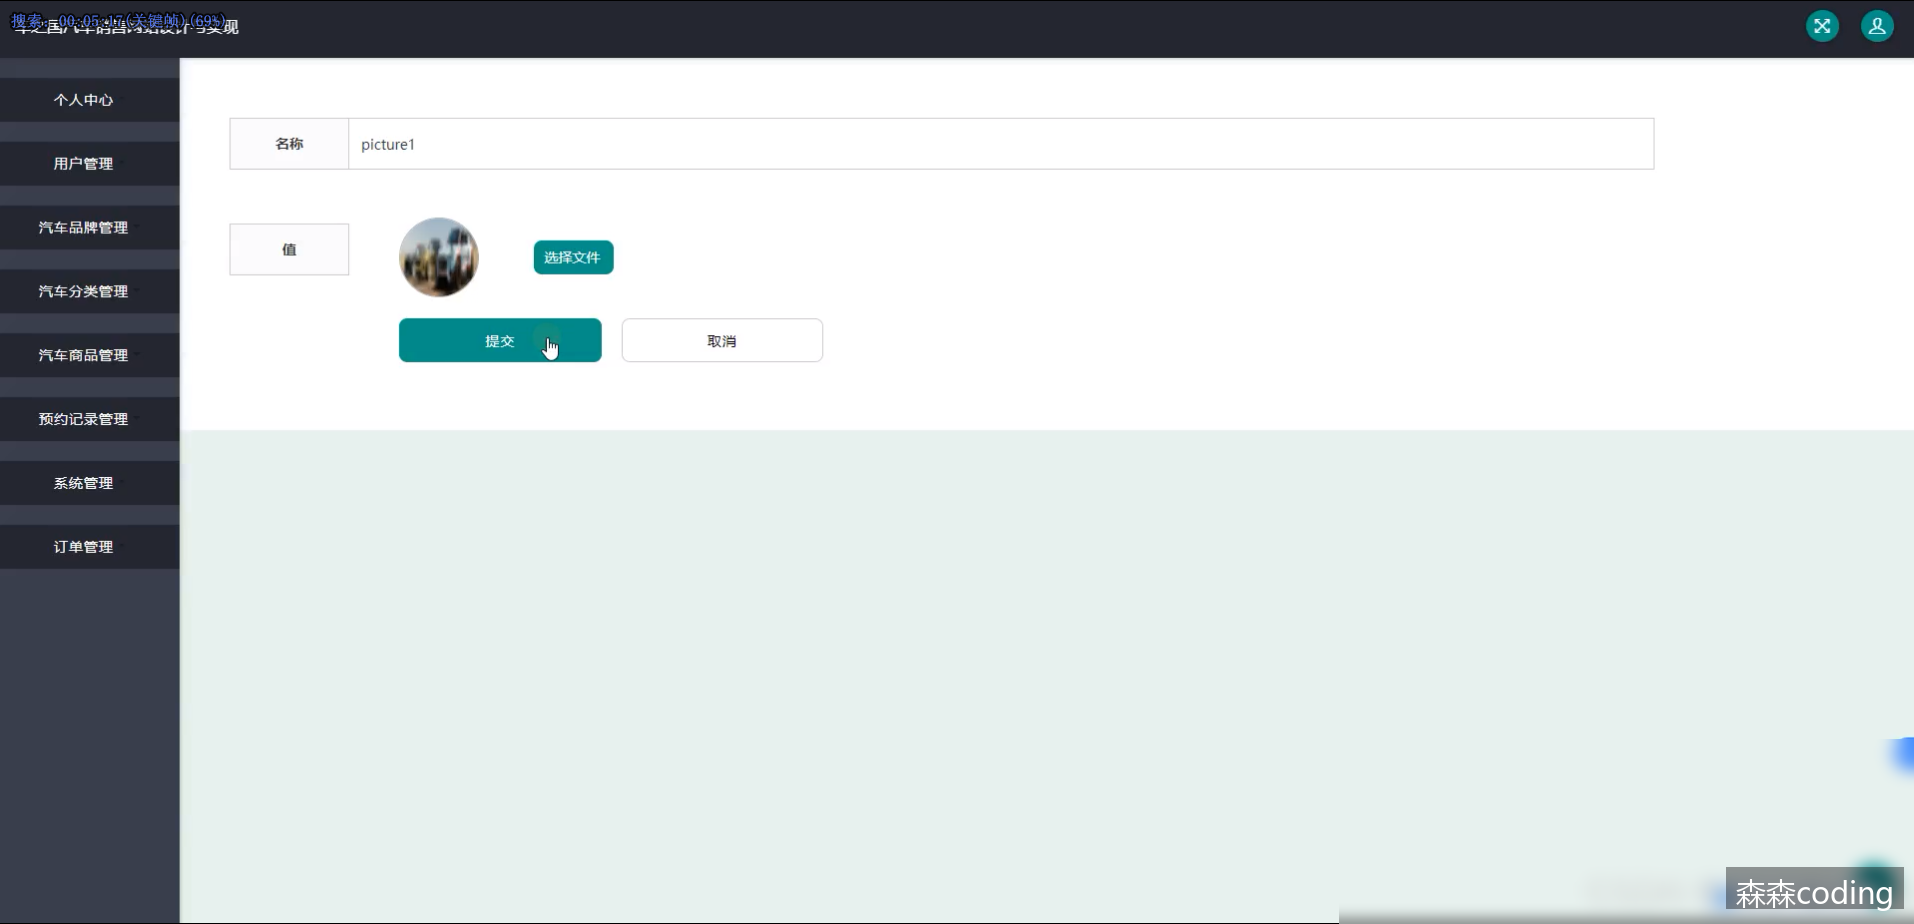 搜索: 00:05:17(关键帧)(69%)
车之国汽车销售网站设计与实现
个人中心
用户管理
汽车品牌管理
汽车分类管理
汽车商品管理
预约记录管理
系统管理
订单管理
名称
picture1
值
选择文件
提交
取消
森森coding